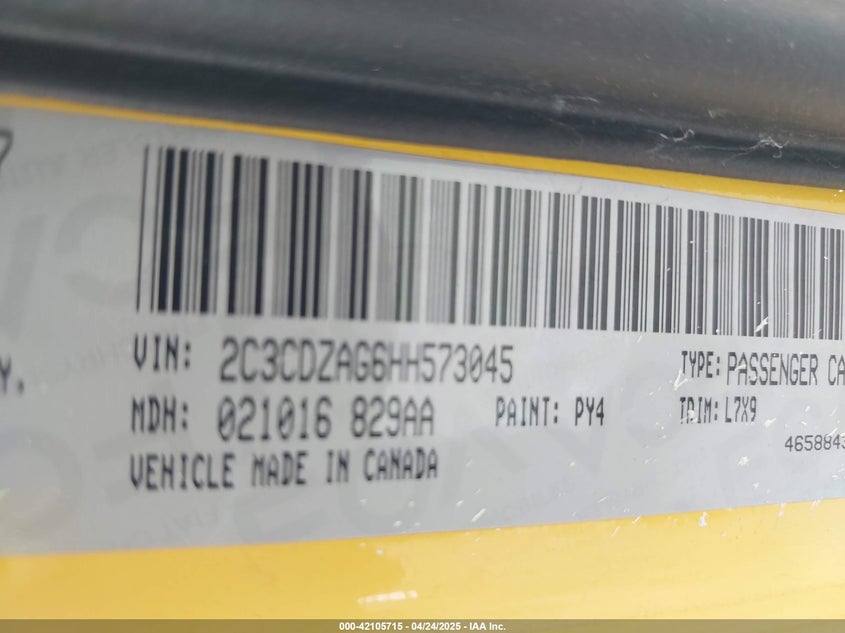 7
VIN: 2C3CDZAG6HH573045
TYPE: PASSENGER CA
Y.
MDH: 021016 829AA
PAINT: PY4
TRIM: L7X9
VEHICLE MADE IN CANADA
4658843
000-42105715 - 04/24/2025 - IAA Inc.